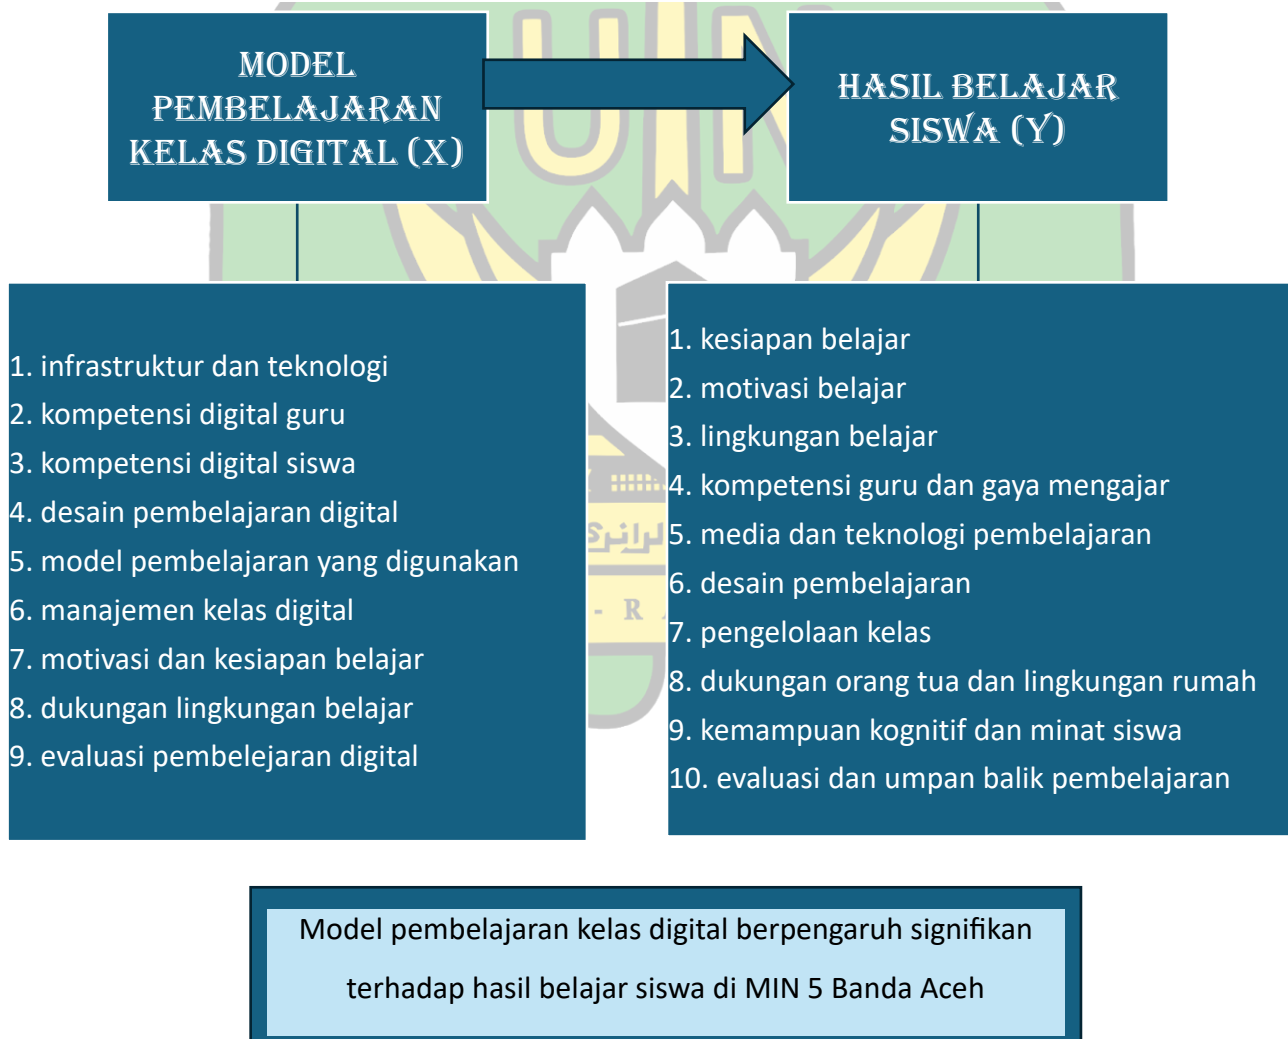 MODEL
PEMBELAJARAN
KELAS DIGITAL (X)
HASIL BELAJAR
SISWA (Y)
1. infrastruktur dan teknologi
2. kompetensi digital guru
3. kompetensi digital siswa
4. desain pembelajaran digital
5. model pembelajaran yang digunakan
6. manajemen kelas digital
7. motivasi dan kesiapan belajar
8. dukungan lingkungan belajar
9. evaluasi pembelejaran digital
1. kesiapan belajar
2. motivasi belajar
3. lingkungan belajar
4. kompetensi guru dan gaya mengajar
5. media dan teknologi pembelajaran
6. desain pembelajaran
7. pengelolaan kelas
8. dukungan orang tua dan lingkungan rumah
9. kemampuan kognitif dan minat siswa
10. evaluasi dan umpan balik pembelajaran
Model pembelajaran kelas digital berpengaruh signifikan
terhadap hasil belajar siswa di MIN 5 Banda Aceh
UIN